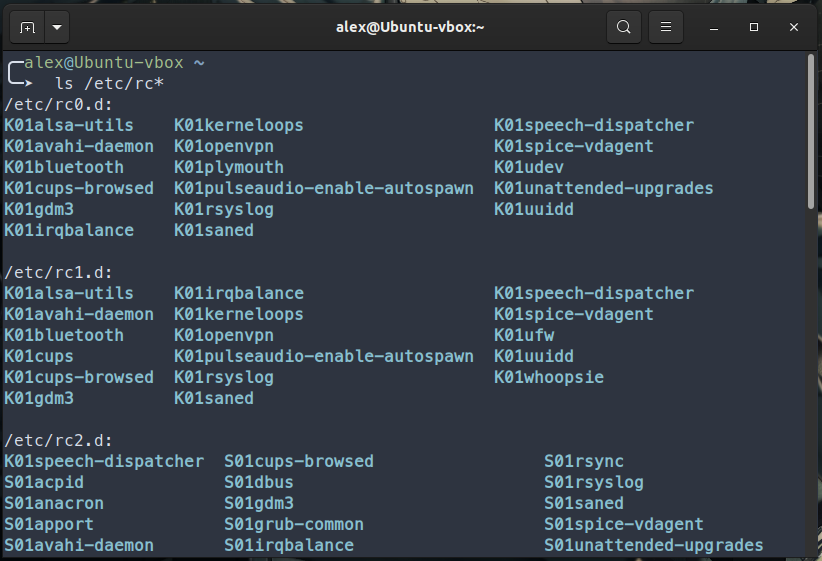 alex@Ubuntu-vbox:~
alex@Ubuntu-vbox ~
ls /etc/rc*
/etc/rc0.d:
K01alsa-utils K01kerneloops K01speech-dispatcher
K01avahi-daemon K01openvpn K01spice-vdagent
K01bluetooth K01plymouth K01udev
K01cups-browsed K01pulseaudio-enable-autospawn K01unattended-upgrades
K01gdm3 K01rsyslog K01uuidd
K01irqbalance K01saned
/etc/rc1.d:
K01alsa-utils K01irqbalance K01speech-dispatcher
K01avahi-daemon K01kerneloops K01spice-vdagent
K01bluetooth K01openvpn K01ufw
K01cups K01pulseaudio-enable-autospawn K01uuidd
K01cups-browsed K01rsyslog K01whoopsie
K01gdm3 K01saned
/etc/rc2.d:
K01speech-dispatcher S01cups-browsed S01rsync
S01acpid S01dbus S01rsyslog
S01anacron S01gdm3 S01saned
S01apport S01grub-common S01spice-vdagent
S01avahi-daemon S01irqbalance S01unattended-upgrades